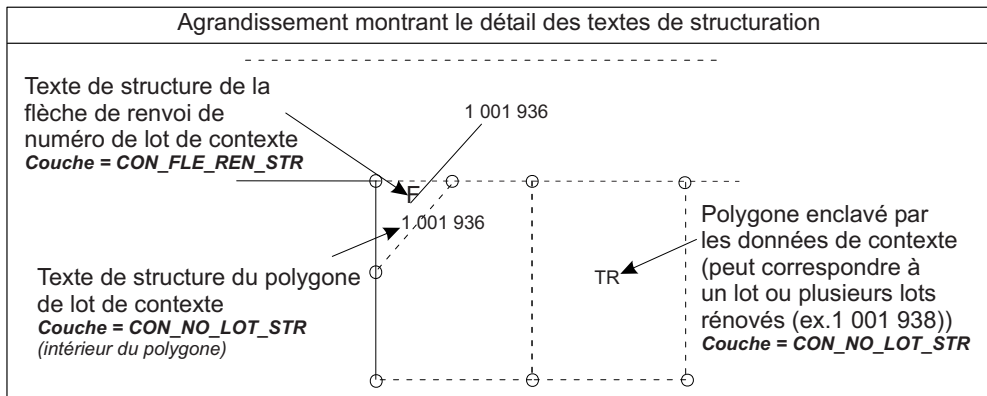 Agrandissement montrant le détail des textes de structuration
Texte de structure de la
flèche de renvoi de
numéro de lot de contexte
Couche = CON_FLE_REN_STR
1 001 936
F
1 001 936
Texte de structure du polygone
de lot de contexte
Couche = CON_NO_LOT_STR
(intérieur du polygone)
TR
Polygone enclavé par
les données de contexte
(peut correspondre à
un lot ou plusieurs lots
rénovés (ex.1 001 938))
Couche = CON_NO_LOT_STR